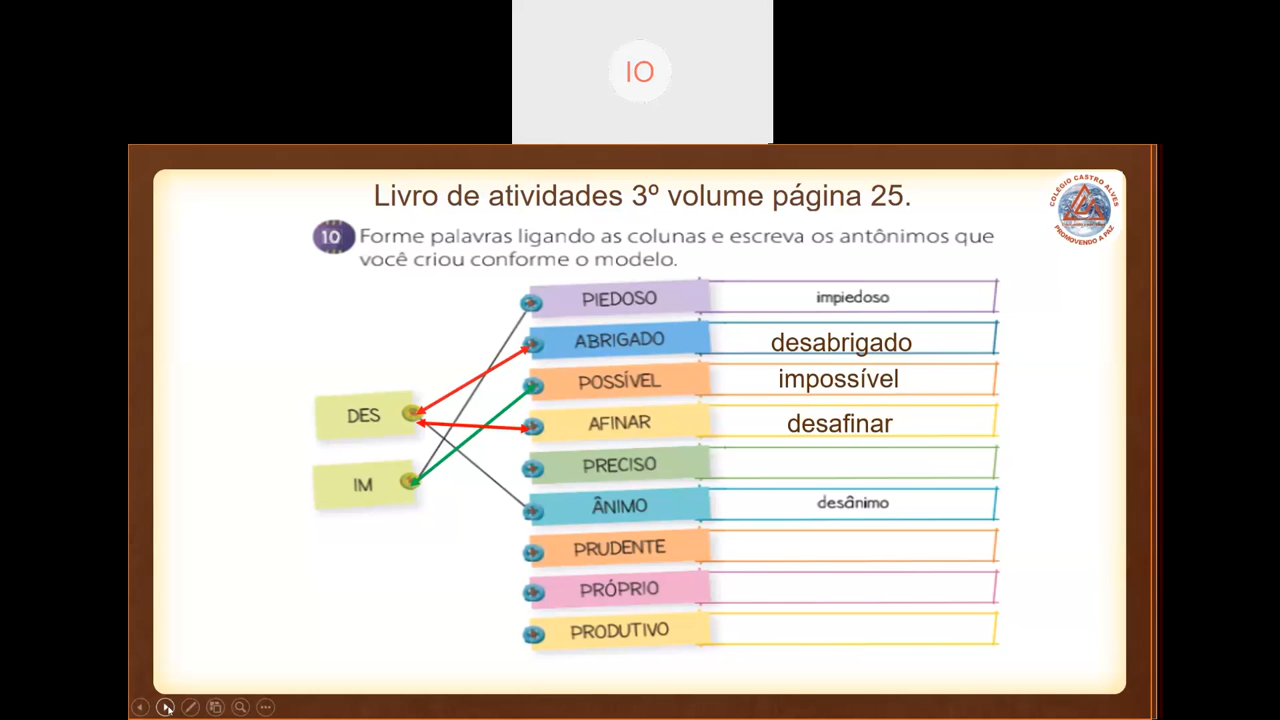 IO
Livro de atividades 3º volume página 25.
COLÉGIO CASTRO ALVES
PROMOVENDO A PAZ
10 Forme palavras ligando as colunas e escreva os antônimos que
você criou conforme o modelo.
PIEDOSO impiedoso
ABRIGADO desabrigado
POSSÍVEL impossível
DES
AFINAR desafinar
PRECISO
IM
ÂNIMO desânimo
PRUDENTE
PRÓPRIO
PRODUTIVO